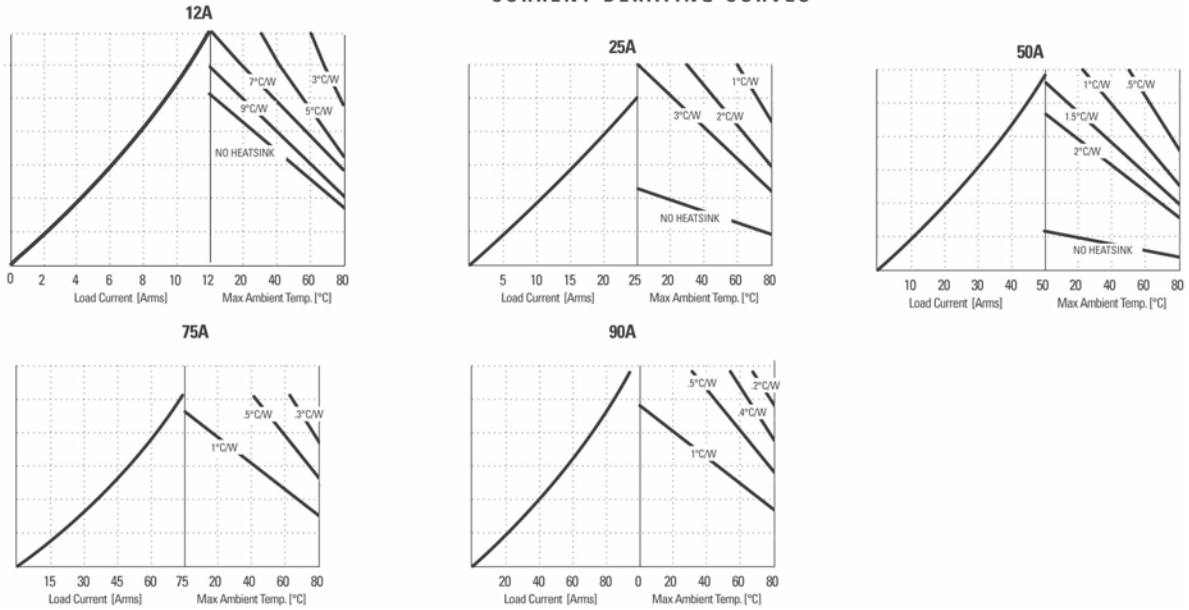 12A
7°C/W
3°C/W
9°C/W
5°C/W
NO HEATSINK
0 2 4 6 8 10 12 20 40 60 80
Load Current [Arms] Max Ambient Temp. [°C]
25A
1°C/W
3°C/W
2°C/W
NO HEATSINK
5 10 15 20 25 20 40 60 80
Load Current [Arms] Max Ambient Temp. [°C]
50A
1°C/W
.5°C/W
1.5°C/W
2°C/W
NO HEATSINK
10 20 30 40 50 20 40 60 80
Load Current [Arms] Max Ambient Temp. [°C]
75A
.5°C/W
.3°C/W
1°C/W
15 30 45 60 75 20 40 60 80
Load Current [Arms] Max Ambient Temp. [°C]
90A
.5°C/W
.2°C/W
.4°C/W
1°C/W
20 40 60 80 0 20 40 60 80
Load Current [Arms] Max Ambient Temp. [°C]